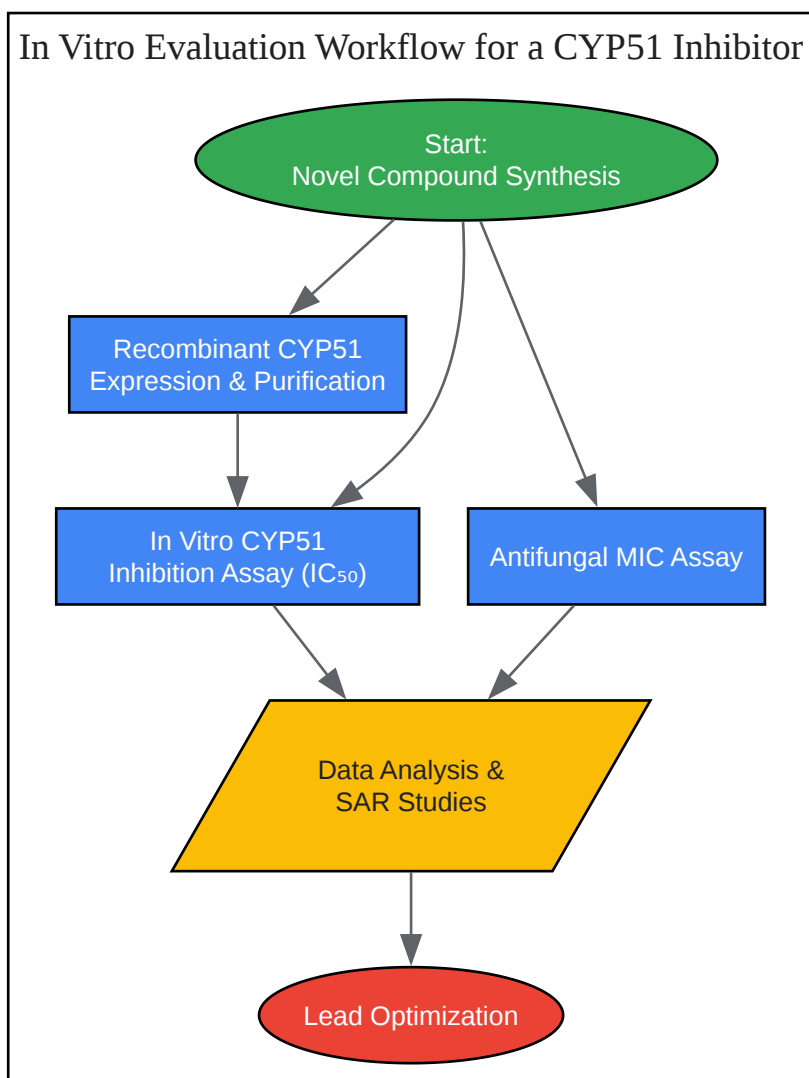 In Vitro Evaluation Workflow for a CYP51 Inhibitor
Start:
Novel Compound Synthesis
Recombinant CYP51
Expression & Purification
In Vitro CYP51
Inhibition Assay (IC₅₀)
Antifungal MIC Assay
Data Analysis &
SAR Studies
Lead Optimization